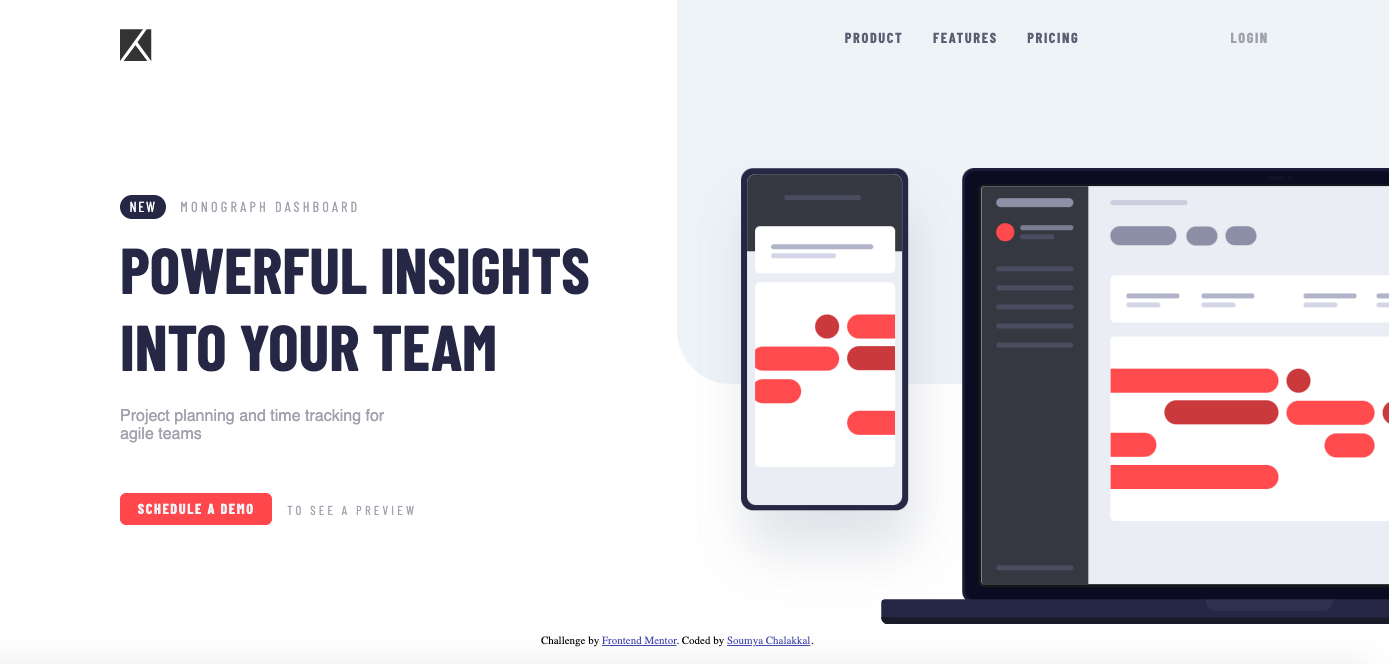 PRODUCT FEATURES PRICING LOGIN
NEW MONOGRAPH DASHBOARD
POWERFUL INSIGHTS
INTO YOUR TEAM
Project planning and time tracking for
agile teams
SCHEDULE A DEMO TO SEE A PREVIEW
Challenge by Frontend Mentor. Coded by Soumya Chalakkal.